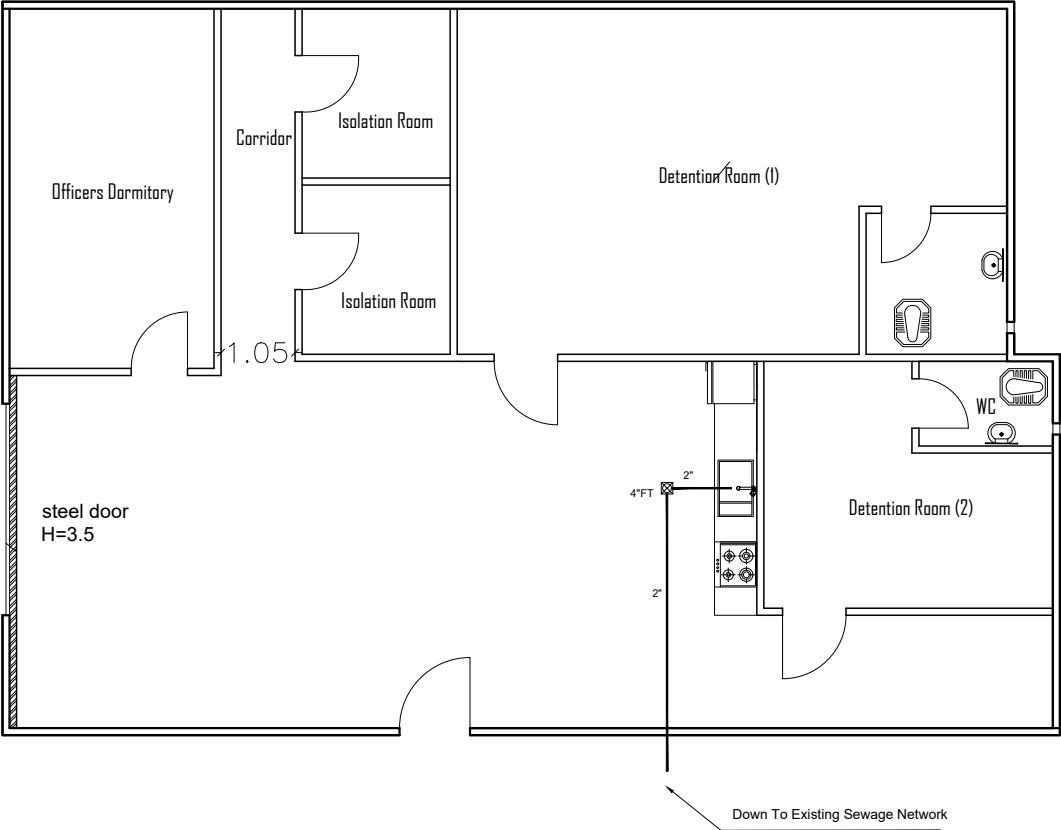 Isolation Room
Corridor
Officers Dormitory
Detention Room (1)
Isolation Room
1.05
WC
2"
4"FT
steel door
H=3.5
Detention Room (2)
2"
Down To Existing Sewage Network